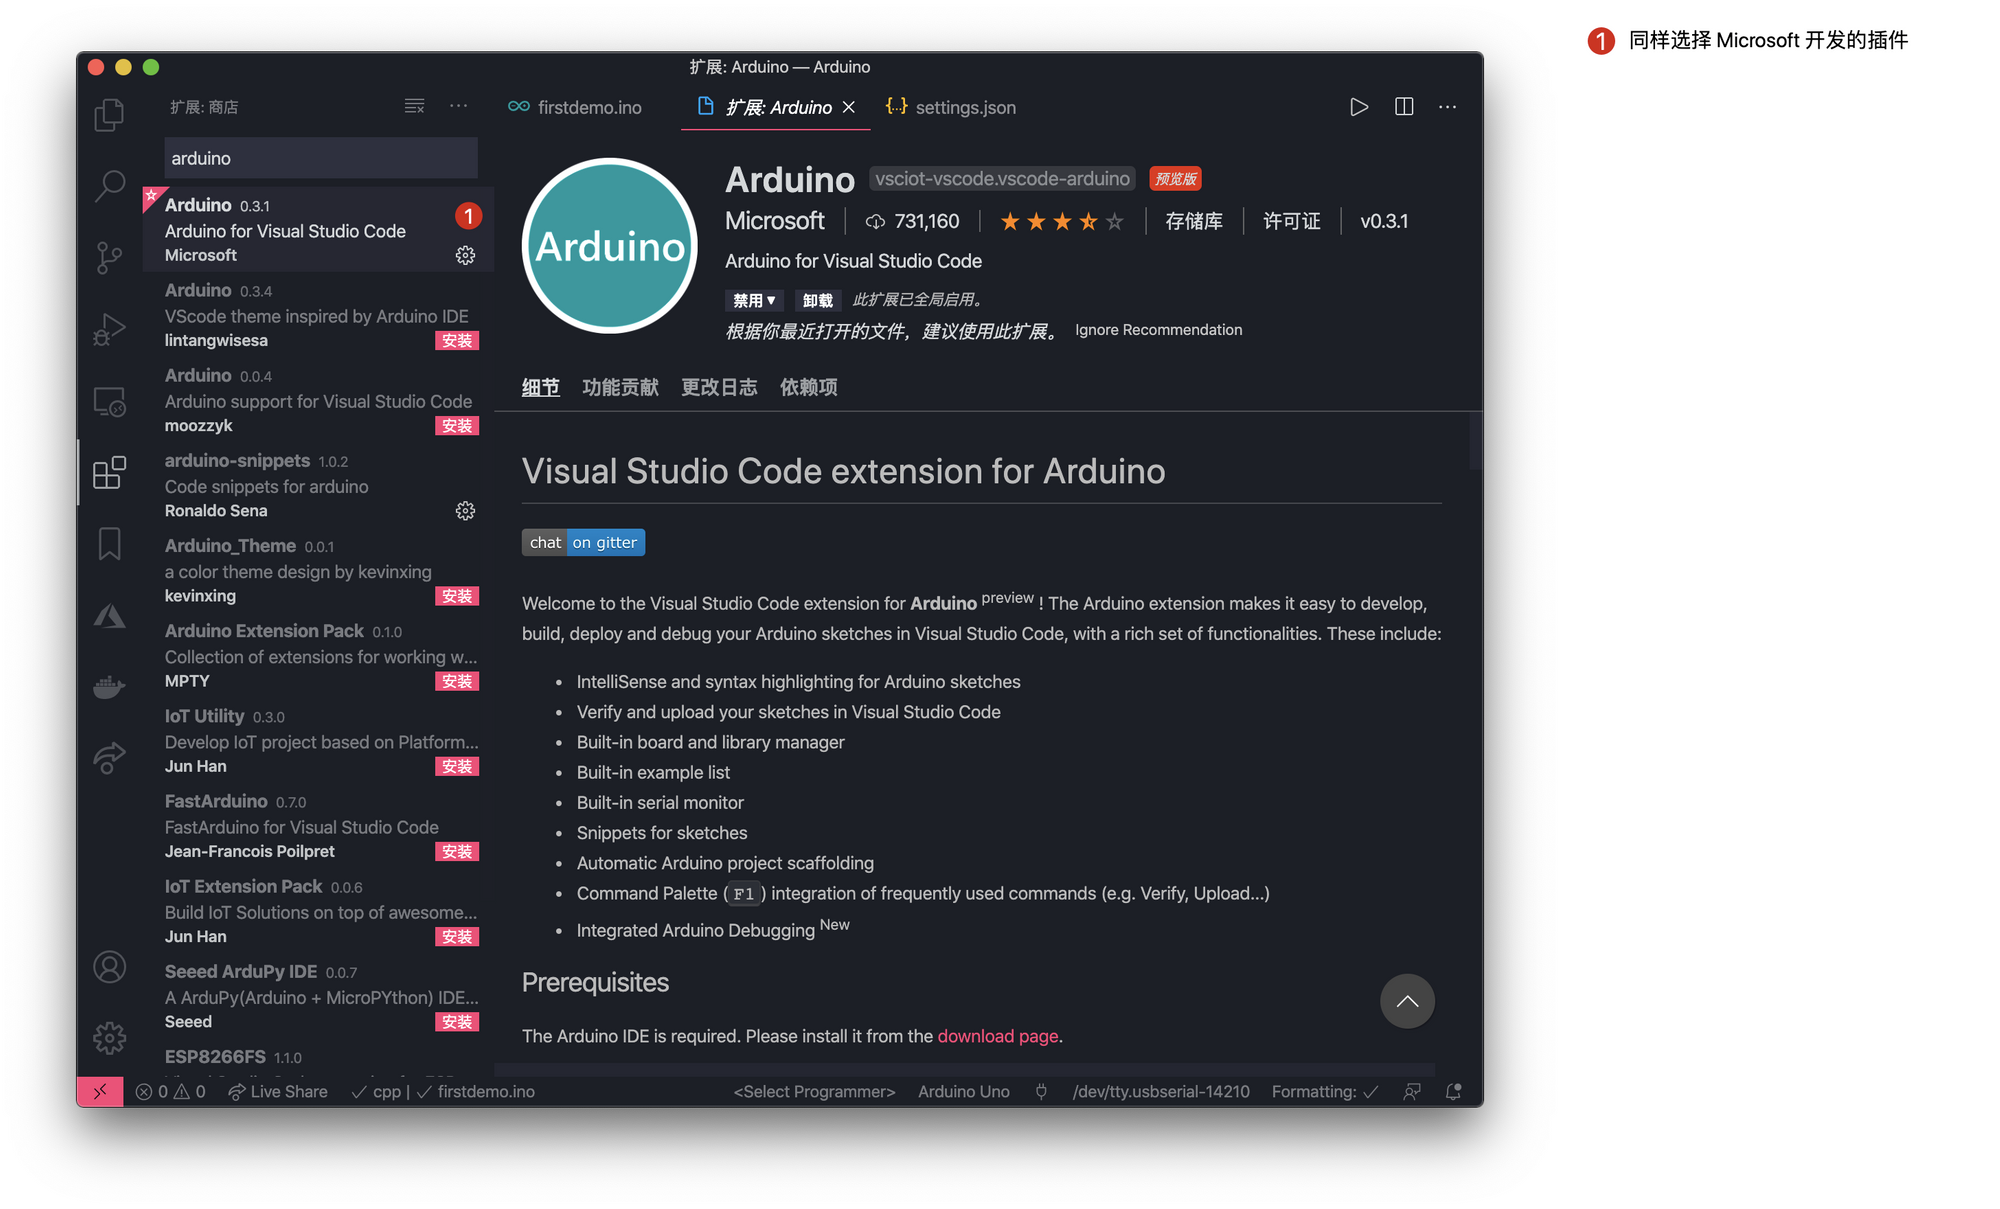 1 同样选择 Microsoft 开发的插件
扩展: Arduino — Arduino
扩展: 商店
firstdemo.ino
扩展: Arduino
{..} settings.json
arduino
Arduino 0.3.1
1
Arduino for Visual Studio Code
Microsoft
Arduino 0.3.4
VScode theme inspired by Arduino IDE
lintangwisesa 安装
Arduino 0.0.4
Arduino support for Visual Studio Code
moozzyk 安装
arduino-snippets 1.0.2
Code snippets for arduino
Ronaldo Sena
Arduino_Theme 0.0.1
a color theme design by kevinxing
kevinxing 安装
Arduino Extension Pack 0.1.0
Collection of extensions for working w...
MPTY 安装
IoT Utility 0.3.0
Develop IoT project based on Platform...
Jun Han 安装
FastArduino 0.7.0
FastArduino for Visual Studio Code
Jean-Francois Poilpret 安装
IoT Extension Pack 0.0.6
Build IoT Solutions on top of awesome...
Jun Han 安装
Seeed ArduPy IDE 0.0.7
A ArduPy(Arduino + MicroPYthon) IDE...
Seeed 安装
ESP8266FS 1.1.0
Arduino
Arduino vsciot-vscode.vscode-arduino 预览版
Microsoft 731,160 存储库 许可证 v0.3.1
Arduino for Visual Studio Code
禁用▼ 卸载 此扩展已全局启用。
根据你最近打开的文件，建议使用此扩展。 Ignore Recommendation
细节 功能贡献 更改日志 依赖项
Visual Studio Code extension for Arduino
chat on gitter
Welcome to the Visual Studio Code extension for Arduino preview ! The Arduino extension makes it easy to develop,
build, deploy and debug your Arduino sketches in Visual Studio Code, with a rich set of functionalities. These include:
• IntelliSense and syntax highlighting for Arduino sketches
• Verify and upload your sketches in Visual Studio Code
• Built-in board and library manager
• Built-in example list
• Built-in serial monitor
• Snippets for sketches
• Automatic Arduino project scaffolding
• Command Palette (F1) integration of frequently used commands (e.g. Verify, Upload...)
• Integrated Arduino Debugging New
Prerequisites
The Arduino IDE is required. Please install it from the download page.
0 0 Live Share cpp | firstdemo.ino <Select Programmer> Arduino Uno /dev/tty.usbserial-14210 Formatting: